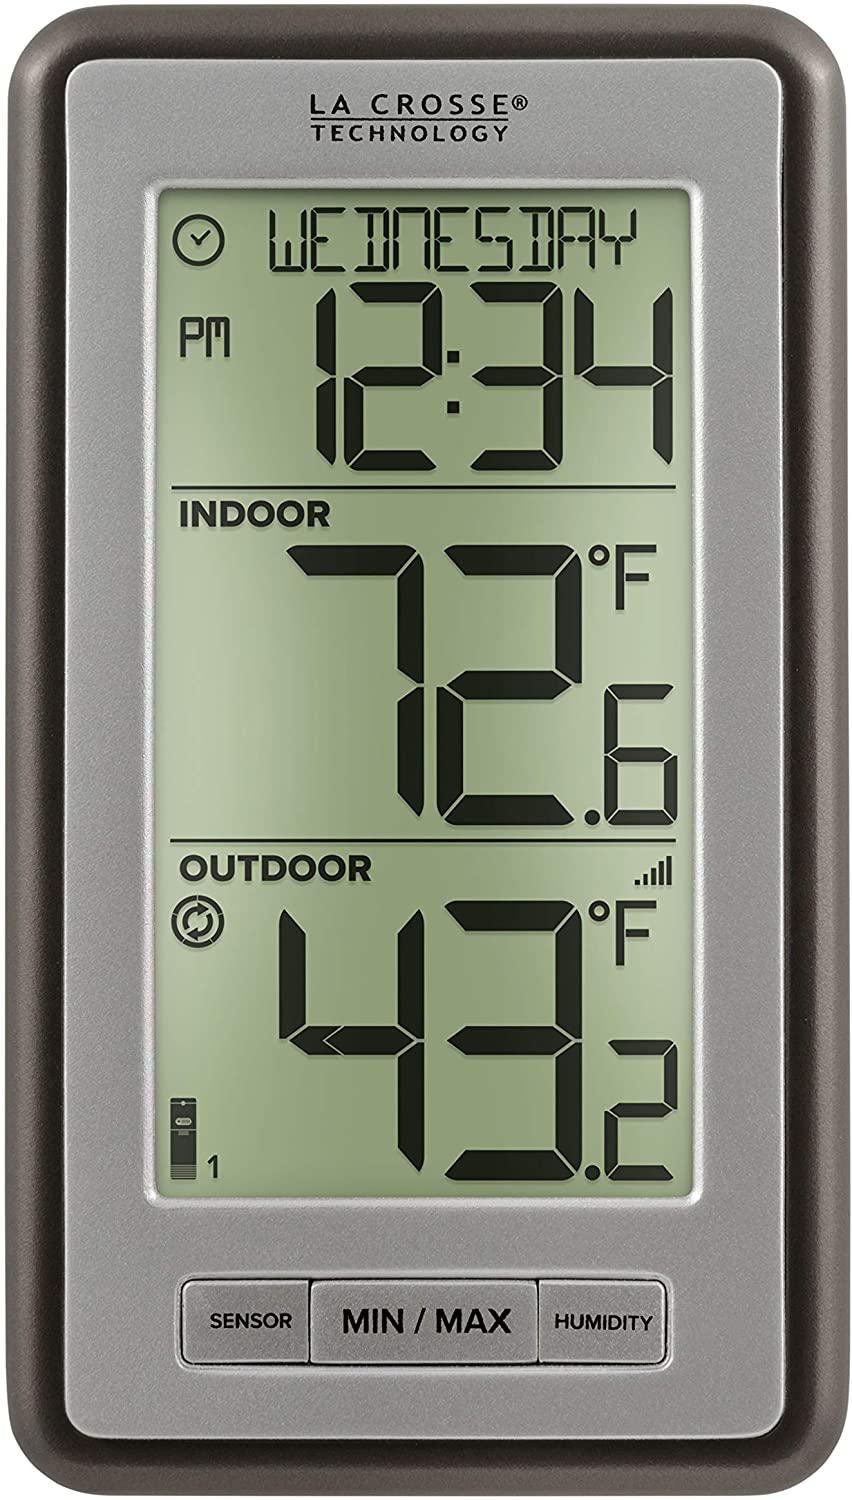 LA CROSSE®
TECHNOLOGY
WEDNESDAY
PM 12:34
INDOOR
72.6 °F
OUTDOOR
43.2 °F
1
SENSOR MIN / MAX HUMIDITY